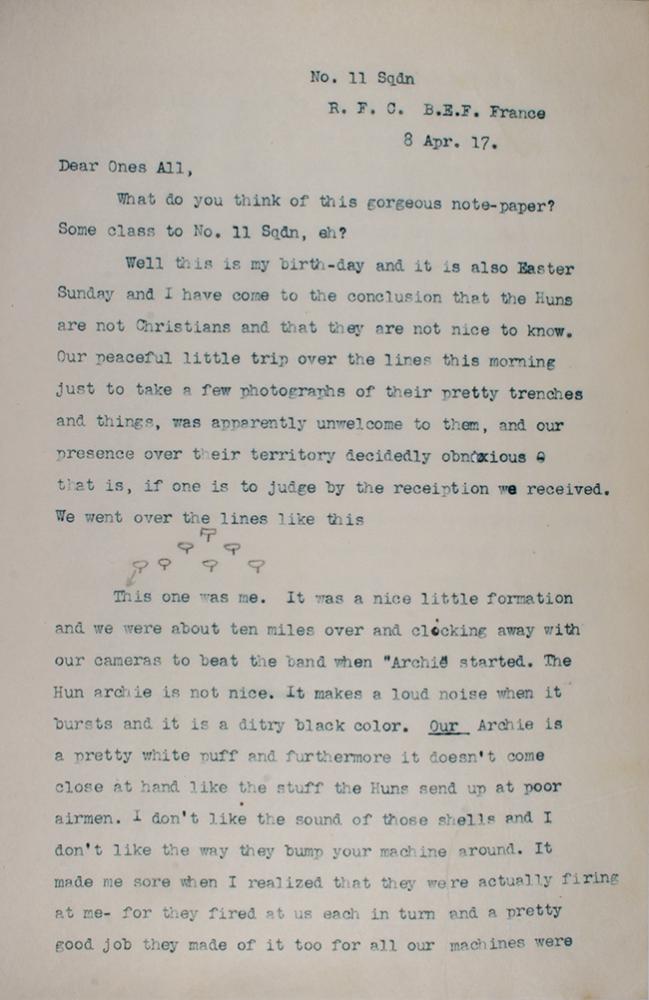 No. 11 Sqdn
R. F. C. B.E.F. France
8 Apr. 17.
Dear Ones All,
What do you think of this gorgeous note-paper?
Some class to No. 11 Sqdn, eh?
Well this is my birth-day and it is also Easter
Sunday and I have come to the conclusion that the Huns
are not Christians and that they are not nice to know.
Our peaceful little trip over the lines this morning
just to take a few photographs of their pretty trenches
and things, was apparently unwelcome to them, and our
presence over their territory decidedly obnoxious
that is, if one is to judge by the receiption we received.
We went over the lines like this
This one was me. It was a nice little formation
and we were about ten miles over and clocking away with
our cameras to beat the band when "Archie started. The
Hun archie is not nice. It makes a loud noise when it
bursts and it is a ditry black color. Our Archie is
a pretty white puff and furthermore it doesn't come
close at hand like the stuff the Huns send up at poor
airmen. I don't like the sound of those shells and I
don't like the way they bump your machine around. It
made me sore when I realized that they were actually firing
at me- for they fired at us each in turn and a pretty
good job they made of it too for all our machines were